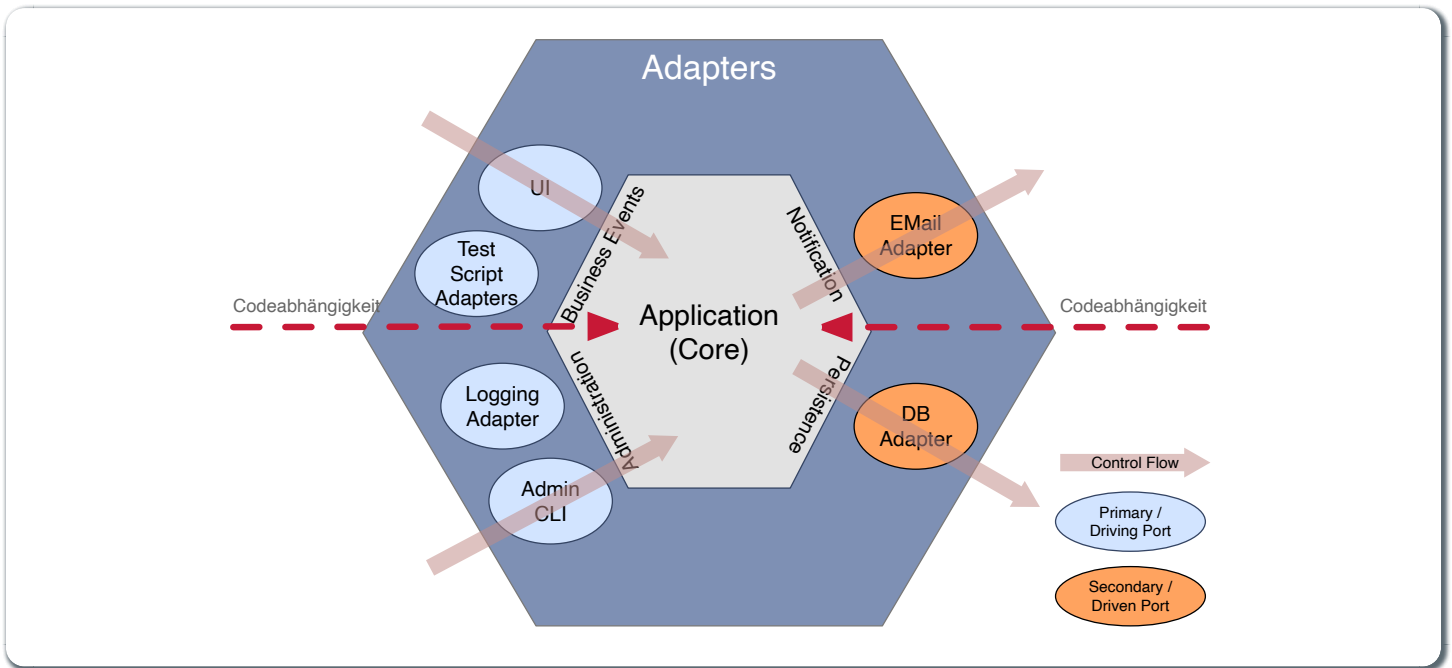 Adapters
UI
Test
Script
Adapters
Business Events
Notification
EMail
Adapter
Codeabhängigkeit
Application
(Core)
Codeabhängigkeit
Logging
Adapter
Administration
Persistence
DB
Adapter
Admin
CLI
Control Flow
Primary /
Driving Port
Secondary /
Driven Port